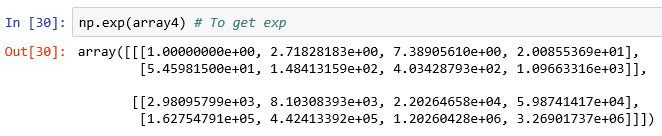 In [30]: np.exp(array4) # To get exp
Out[30]: array([[[1.00000000e+00, 2.71828183e+00, 7.38905610e+00, 2.00855369e+01],
[5.45981500e+01, 1.48413159e+02, 4.03428793e+02, 1.09663316e+03]],
[[2.98095799e+03, 8.10308393e+03, 2.20264658e+04, 5.98741417e+04],
[1.62754791e+05, 4.42413392e+05, 1.20260428e+06, 3.26901737e+06]]])